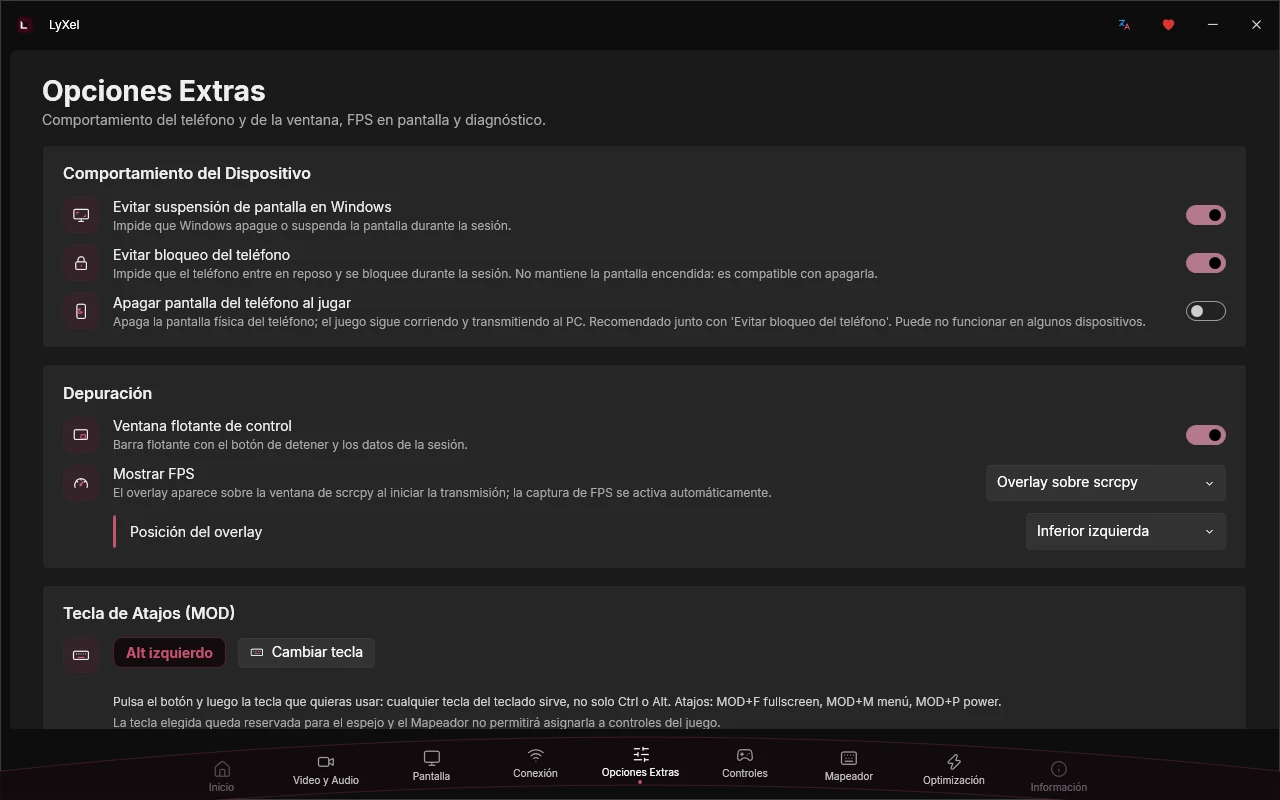 LyXel
Opciones Extras
Comportamiento del teléfono y de la ventana, FPS en pantalla y diagnóstico.
Comportamiento del Dispositivo
Evitar suspensión de pantalla en Windows
Impide que Windows apague o suspenda la pantalla durante la sesión.
Evitar bloqueo del teléfono
Impide que el teléfono entre en reposo y se bloquee durante la sesión. No mantiene la pantalla encendida: es compatible con apagarla.
Apagar pantalla del teléfono al jugar
Apaga la pantalla física del teléfono; el juego sigue corriendo y transmitiendo al PC. Recomendado junto con 'Evitar bloqueo del teléfono'. Puede no funcionar en algunos dispositivos.
Depuración
Ventana flotante de control
Barra flotante con el botón de detener y los datos de la sesión.
Mostrar FPS
El overlay aparece sobre la ventana de scrcpy al iniciar la transmisión; la captura de FPS se activa automáticamente.
Overlay sobre scrcpy
Posición del overlay
Inferior izquierda
Tecla de Atajos (MOD)
Alt izquierdo
Cambiar tecla
Pulsa el botón y luego la tecla que quieras usar: cualquier tecla del teclado sirve, no solo Ctrl o Alt. Atajos: MOD+F fullscreen, MOD+M menú, MOD+P power.
La tecla elegida queda reservada para el espejo y el Mapeador no permitirá asignarla a controles del juego.
Inicio
Video y Audio
Pantalla
Conexión
Opciones Extras
Controles
Mapeador
Optimización
Información